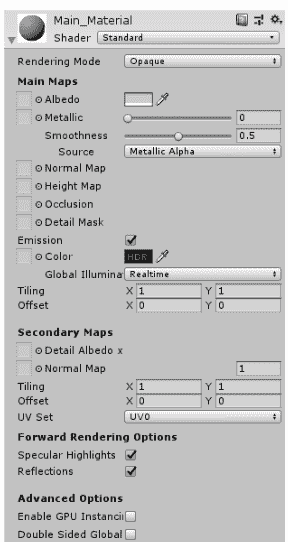 Main_Material
Shader Standard
Rendering Mode Opaque
Main Maps
Albedo
Metallic 0
Smoothness 0.5
Source Metallic Alpha
Normal Map
Height Map
Occlusion
Detail Mask
Emission
Color HDR
Global Illumina Realtime
Tiling X 1 Y 1
Offset X 0 Y 0
Secondary Maps
Detail Albedo x
Normal Map 1
Tiling X 1 Y 1
Offset X 0 Y 0
UV Set UV0
Forward Rendering Options
Specular Highlights
Reflections
Advanced Options
Enable GPU Instancii
Double Sided Global